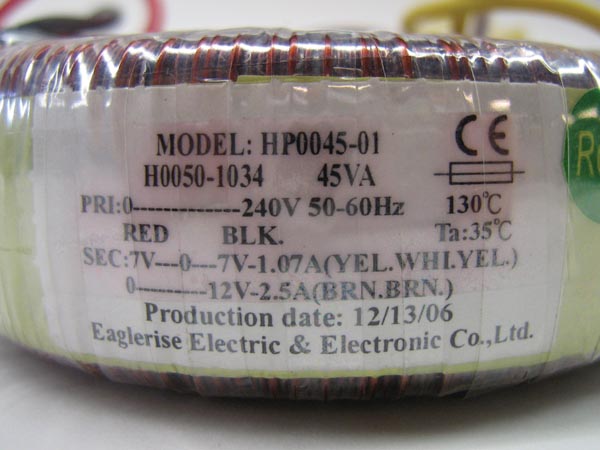 MODEL: HP0045-01
H0050-1034 45VA
CE
PRI:0-------------240V 50-60Hz 130℃
RED BLK. Ta:35℃
SEC:7V---0---7V-1.07A(YEL.WHI.YEL.)
0---------12V-2.5A(BRN.BRN.)
Production date: 12/13/06
Eaglerise Electric & Electronic Co.,Ltd.